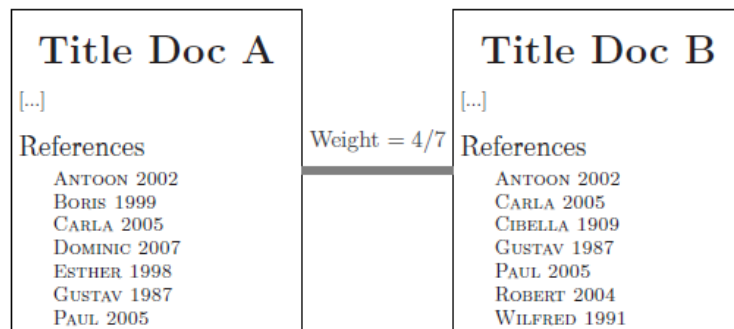 Title Doc A
[...]
References
Antoon 2002
Boris 1999
Carla 2005
Dominic 2007
Esther 1998
Gustav 1987
Paul 2005
Weight = 4/7
Title Doc B
[...]
References
Antoon 2002
Carla 2005
Cibella 1909
Gustav 1987
Paul 2005
Robert 2004
Wilfred 1991